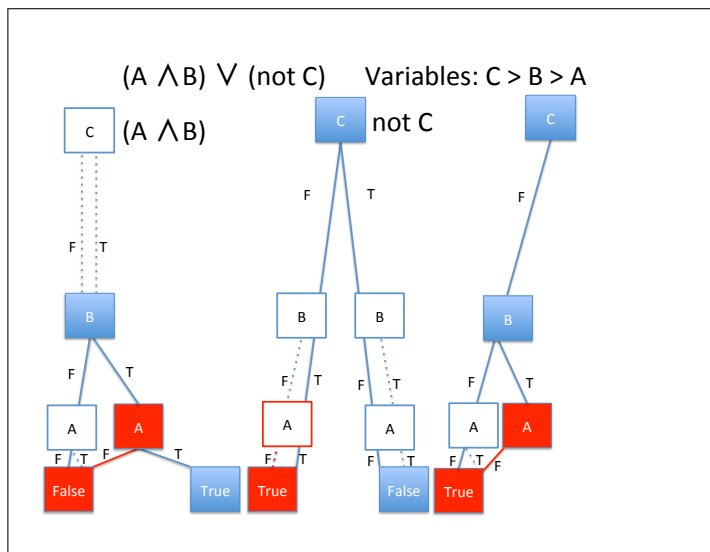 (A ∧B) ∨ (not C) Variables: C > B > A
C (A ∧B) C not C C
F T F
F T
B B B B
F T F T F T F T
A A A A A A
F T F T F T F T F T F
False True True False True